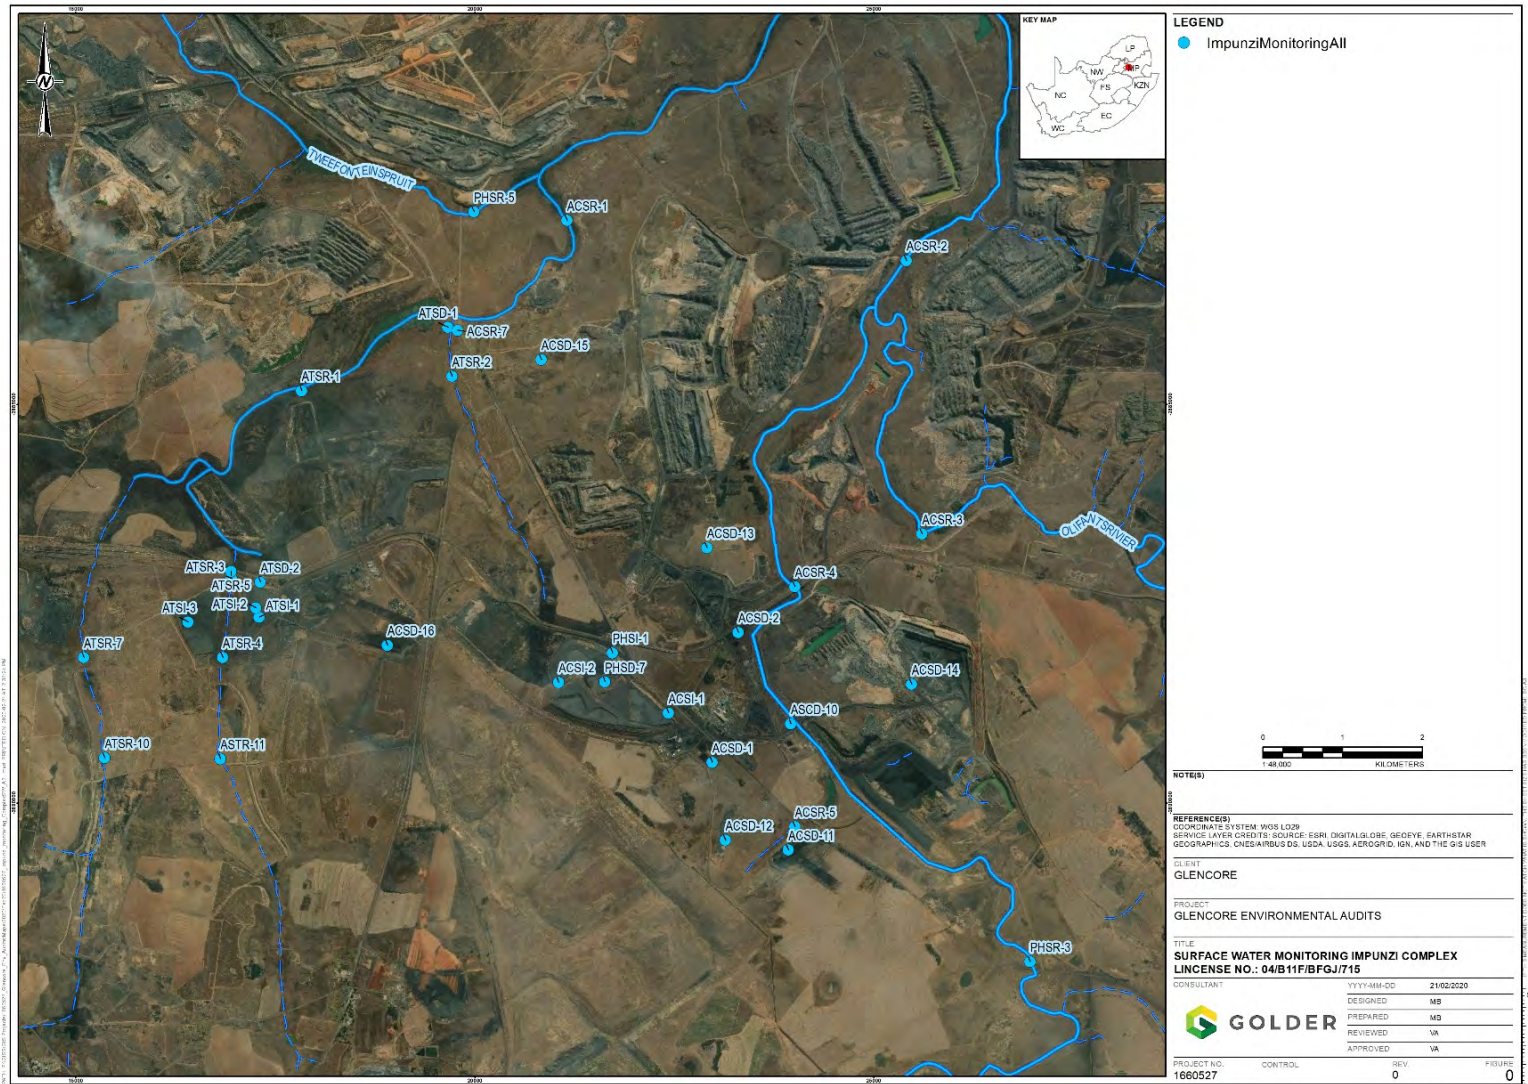 15000
20000
25000
KEY MAP
LP
NW
MP
FS
KZN
NC
EC
WC
N
TWEEFONTEINSPRUIT
PHSR-5
ACSR-1
ACSR-2
ATSD-1
ACSR-7
ACSD-15
ATSR-2
ATSR-1
ACSR-3
OLIFANTSRIVIER
ACSD-13
ATSR-3
ATSD-2
ATSR-5
ACSR-4
ATSI-3
ATSI-2
ATSI-1
ACSD-2
ACSD-16
PHSI-1
ATSR-7
ATSR-4
ACSI-2
PHSD-7
ACSD-14
ACSI-1
ASCD-10
ATSR-10
ASTR-11
ACSD-1
ACSR-5
ACSD-12
ACSD-11
PHSR-3
15000
20000
25000
LEGEND
ImpunziMonitoringAll
0 1 2
1:48,000 KILOMETERS
NOTE(S)
REFERENCE(S)
COORDINATE SYSTEM: WGS LO29
SERVICE LAYER CREDITS: SOURCE: ESRI, DIGITALGLOBE, GEOEYE, EARTHSTAR
GEOGRAPHICS, CNES/AIRBUS DS, USDA, USGS, AEROGRID, IGN, AND THE GIS USER
CLIENT
GLENCORE
PROJECT
GLENCORE ENVIRONMENTAL AUDITS
TITLE
SURFACE WATER MONITORING IMPUNZI COMPLEX
LINCENSE NO.: 04/B11F/BFGJ/715
CONSULTANT
YYYY-MM-DD 21/02/2020
DESIGNED MB
PREPARED MB
REVIEWED VA
APPROVED VA
GOLDER
PROJECT NO. CONTROL REV. FIGURE
1660527 0 0